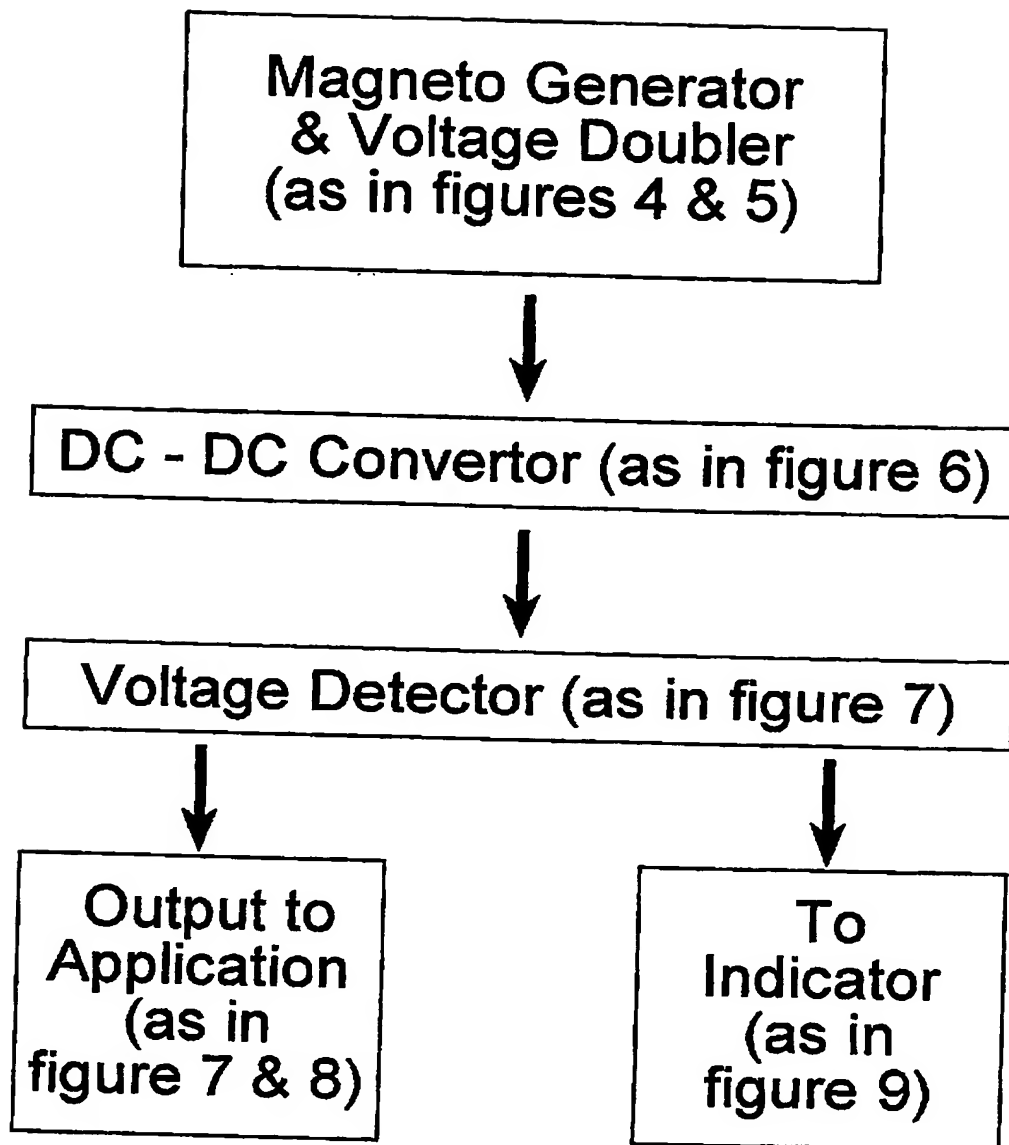 Magneto Generator
& Voltage Doubler
(as in figures 4 & 5)
DC - DC Convertor (as in figure 6)
Voltage Detector (as in figure 7)
Output to
Application
(as in
figure 7 & 8)
To
Indicator
(as in
figure 9)